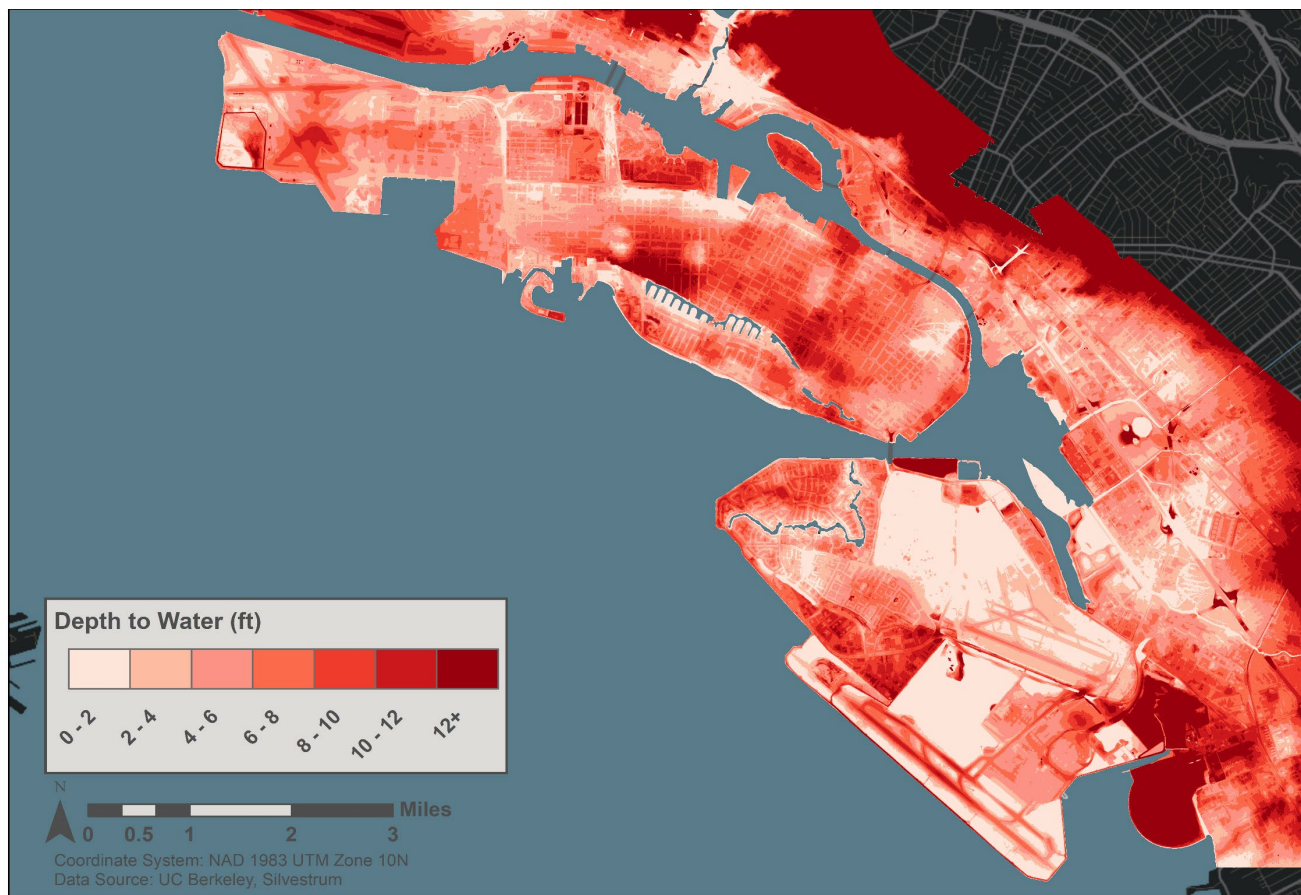 Depth to Water (ft)
0 - 2
2 - 4
4 - 6
6 - 8
8 - 10
10 - 12
12+
N
Miles
0 0.5 1 2 3
Coordinate System: NAD 1983 UTM Zone 10N
Data Source: UC Berkeley, Silvestrum